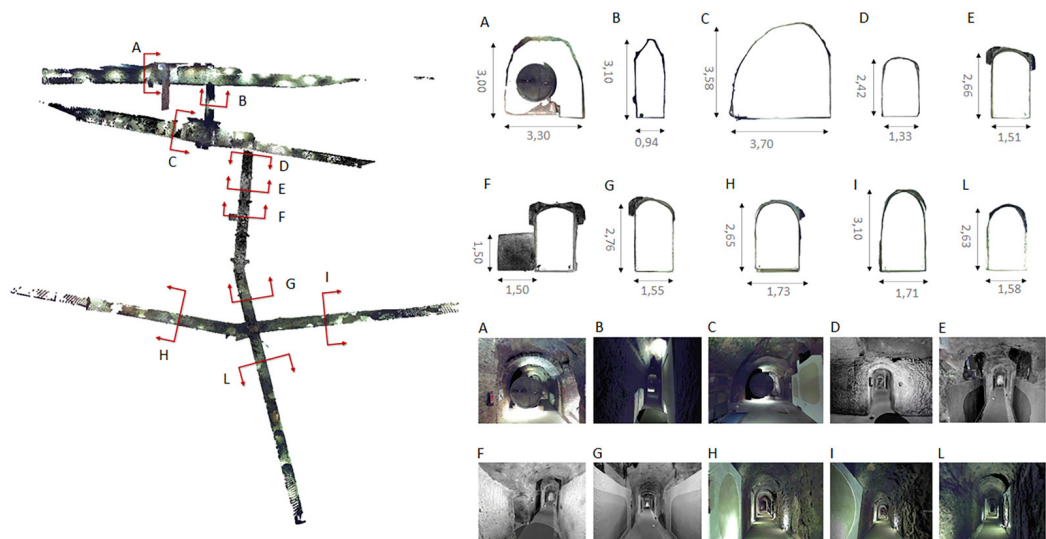 A
B
C
D
E
F
G
I
H
L
A
B
C
D
E
3,00
3,30
3,10
0,94
3,58
3,70
2,42
1,33
2,66
1,51
F
G
H
I
L
1,50
1,50
2,76
1,55
2,65
1,73
3,10
1,71
2,63
1,58
A
B
C
D
E
F
G
H
I
L